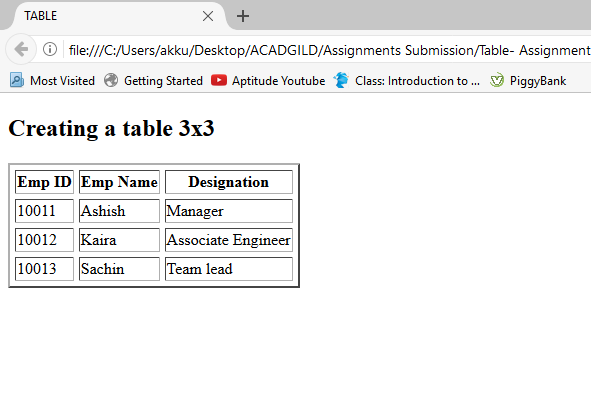 TABLE
file:///C:/Users/akku/Desktop/ACADGILD/Assignments Submission/Table- Assignment
Most Visited Getting Started Aptitude Youtube Class: Introduction to ... PiggyBank
Creating a table 3x3
Emp ID Emp Name Designation
10011 Ashish Manager
10012 Kaira Associate Engineer
10013 Sachin Team lead